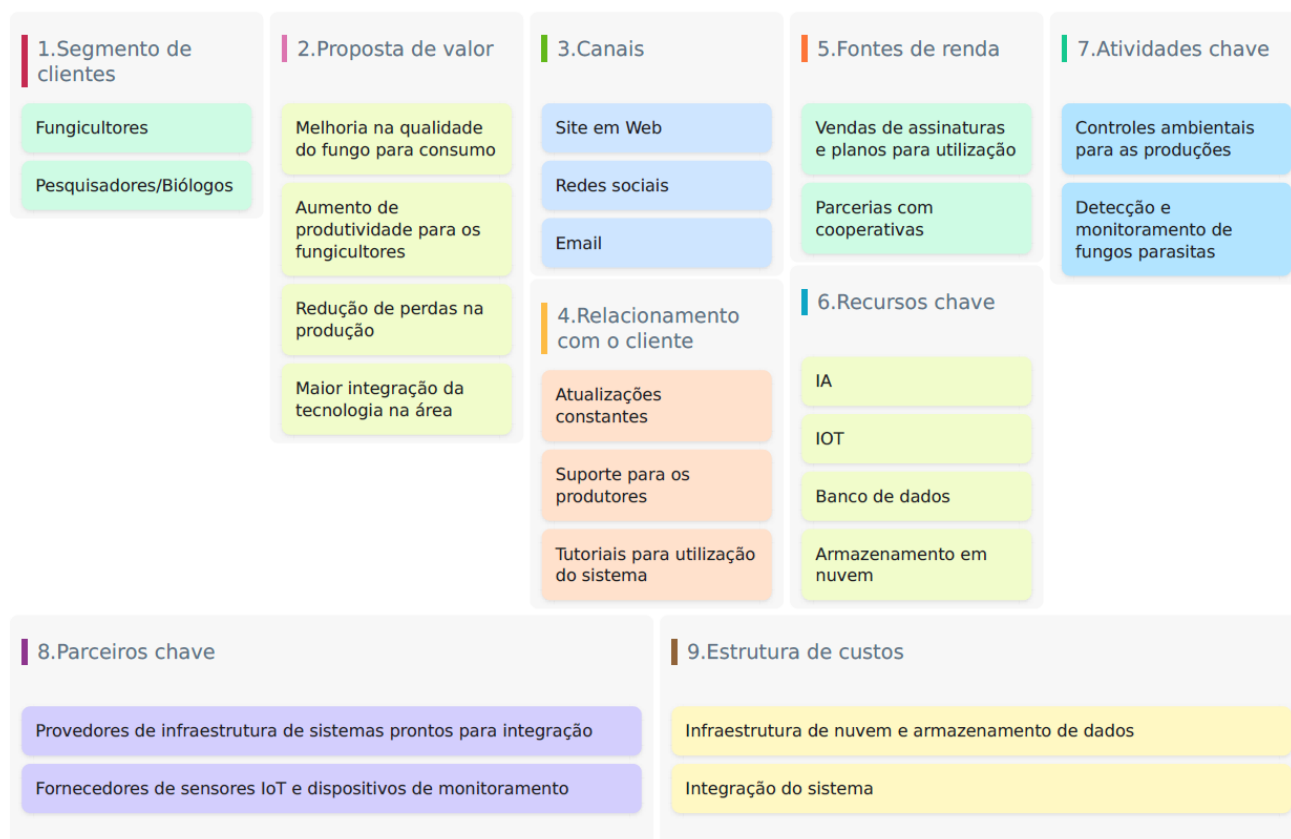 1.Segmento de
clientes
Fungicultores
Pesquisadores/Biólogos
2.Proposta de valor
Melhoria na qualidade
do fungo para consumo
Aumento de
produtividade para os
fungicultores
Redução de perdas na
produção
Maior integração da
tecnologia na área
3.Canais
Site em Web
Redes sociais
Email
4.Relacionamento
com o cliente
Atualizações
constantes
Suporte para os
produtores
Tutoriais para utilização
do sistema
5.Fontes de renda
Vendas de assinaturas
e planos para utilização
Parcerias com
cooperativas
6.Recursos chave
IA
IOT
Banco de dados
Armazenamento em
nuvem
7.Atividades chave
Controles ambientais
para as produções
Detecção e
monitoramento de
fungos parasitas
8.Parceiros chave
Provedores de infraestrutura de sistemas prontos para integração
Fornecedores de sensores IoT e dispositivos de monitoramento
9.Estrutura de custos
Infraestrutura de nuvem e armazenamento de dados
Integração do sistema